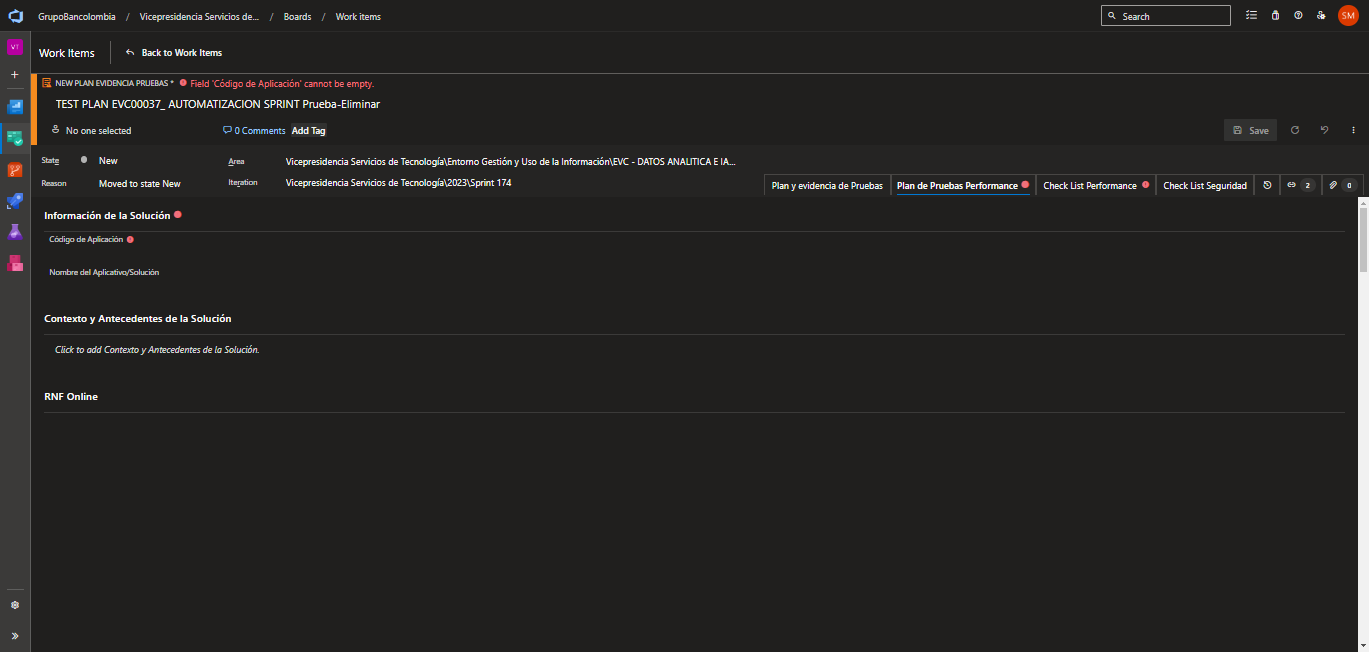 GrupoBancolombia / Vicepresidencia Servicios de... / Boards / Work items
Search
SM
VT
Work Items
Back to Work Items
NEW PLAN EVIDENCIA PRUEBAS * Field 'Código de Aplicación' cannot be empty.
TEST PLAN EVC00037_ AUTOMATIZACION SPRINT Prueba-Eliminar
No one selected
0 Comments
Add Tag
Save
State
New
Area
Vicepresidencia Servicios de Tecnología\Entorno Gestión y Uso de la Información\EVC - DATOS ANALITICA E IA...
Reason
Moved to state New
Iteration
Vicepresidencia Servicios de Tecnología\2023\Sprint 174
Plan y evidencia de Pruebas
Plan de Pruebas Performance
Check List Performance
Check List Seguridad
2
0
Información de la Solución
Código de Aplicación
Nombre del Aplicativo/Solución
Contexto y Antecedentes de la Solución
Click to add Contexto y Antecedentes de la Solución.
RNF Online